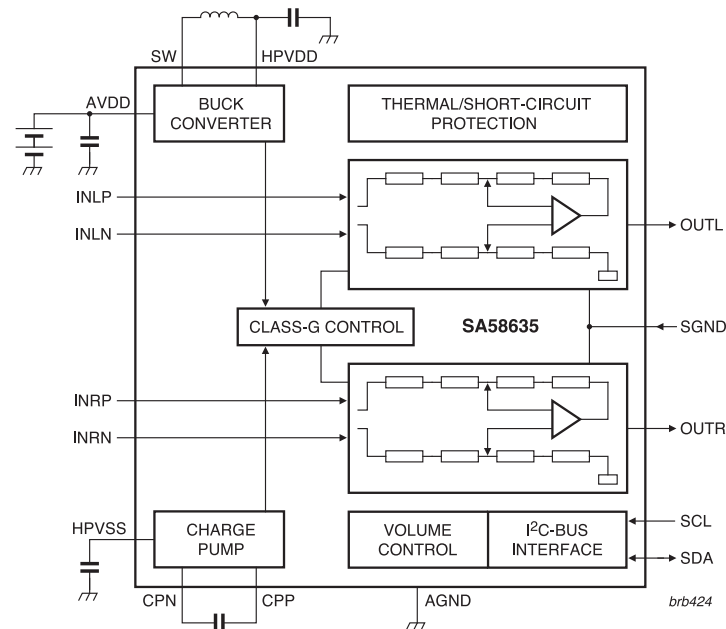 SW
HPVDD
AVDD
BUCK
CONVERTER
THERMAL/SHORT-CIRCUIT
PROTECTION
INLP
INLN
OUTL
CLASS-G CONTROL
SA58635
SGND
INRP
INRN
OUTR
HPVSS
CHARGE
PUMP
VOLUME
CONTROL
I²C-BUS
INTERFACE
SCL
SDA
CPN
CPP
AGND
brb424